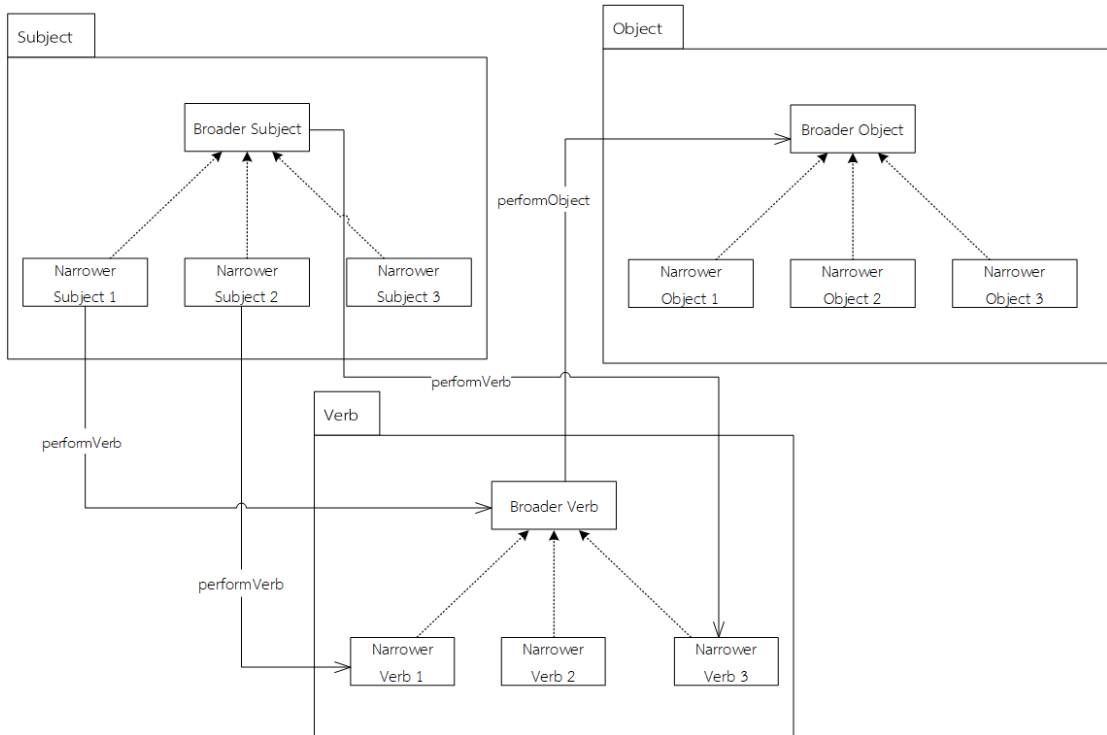 Subject
Object
Broader Subject
Broader Object
performObject
Narrower
Subject 1
Narrower
Subject 2
Narrower
Subject 3
Narrower
Object 1
Narrower
Object 2
Narrower
Object 3
performVerb
Verb
performVerb
Broader Verb
performVerb
Narrower
Verb 1
Narrower
Verb 2
Narrower
Verb 3